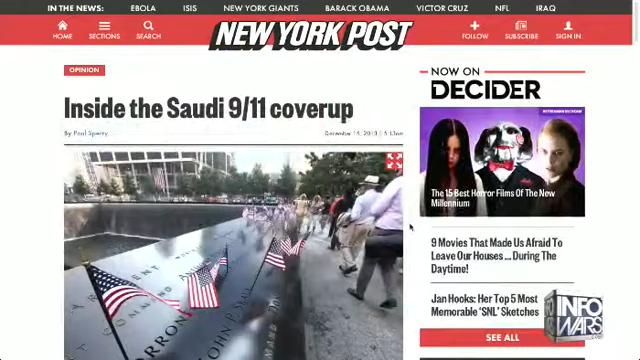 IN THE NEWS: EBOLA ISIS NEW YORK GIANTS BARACK OBAMA VICTOR CRUZ NFL IRAQ
HOME SECTIONS SEARCH NEW YORK POST FOLLOW SUBSCRIBE SIGN IN
OPINION
Inside the Saudi 9/11 coverup
By Paul Sperry
NOW ON
DECIDER
The 15 Best Horror Films Of The New
Millennium
9 Movies That Made Us Afraid To
Leave Our Houses ... During The
Daytime!
Jan Hooks: Her Top 5 Most
Memorable 'SNL' Sketches
SEE ALL
INFO
WARS